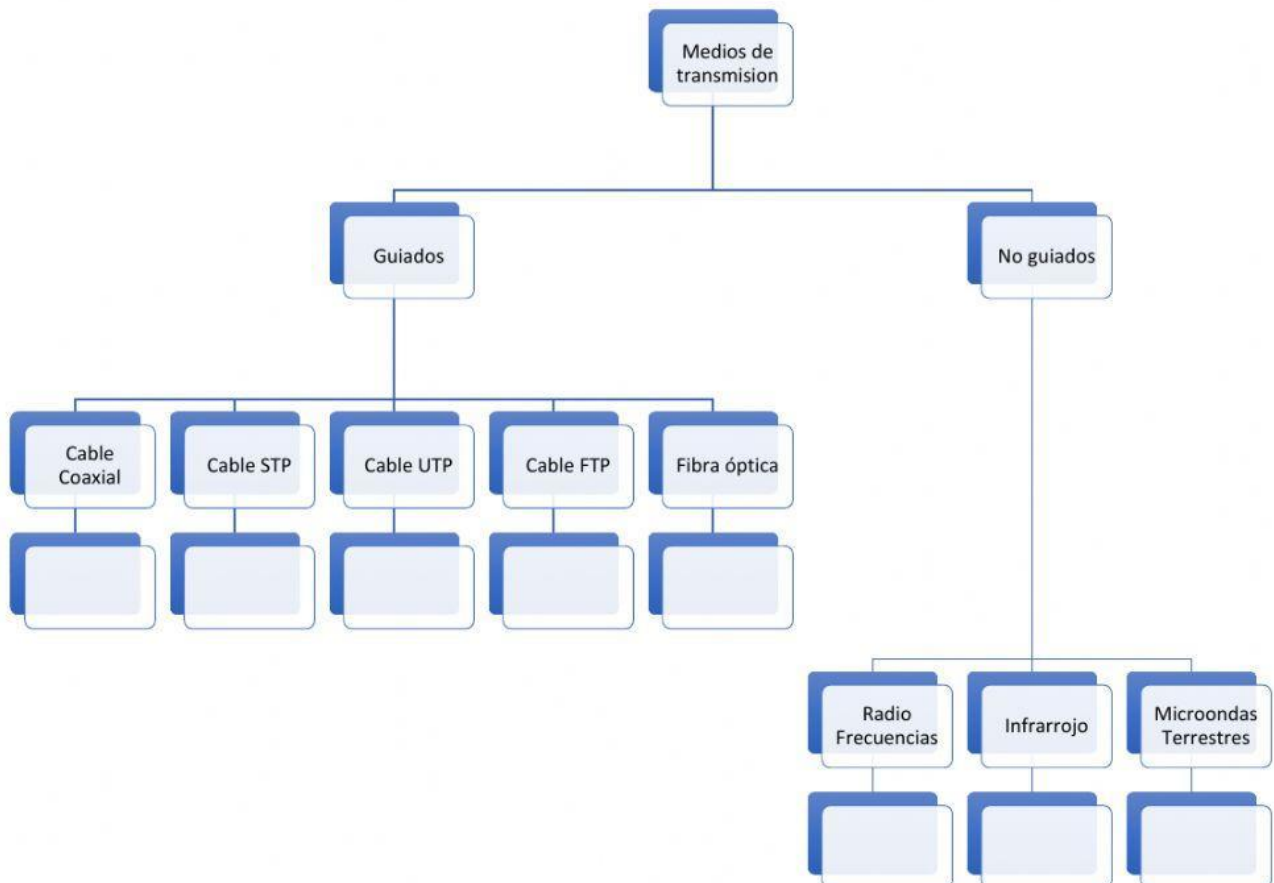 Medios de
transmision
Guiados
No guiados
Cable
Coaxial
Cable STP
Cable UTP
Cable FTP
Fibra óptica
Radio
Frecuencias
Infrarrojo
Microondas
Terrestres